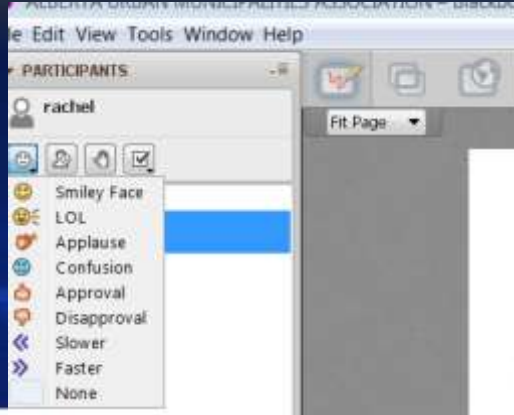 ALBERTA URBAN MUNICIPALITIES ASSOCIATION -
le Edit View Tools Window Help
PARTICIPANTS
rachel
Fit Page
Smiley Face
LOL
Applause
Confusion
Approval
Disapproval
Slower
Faster
None